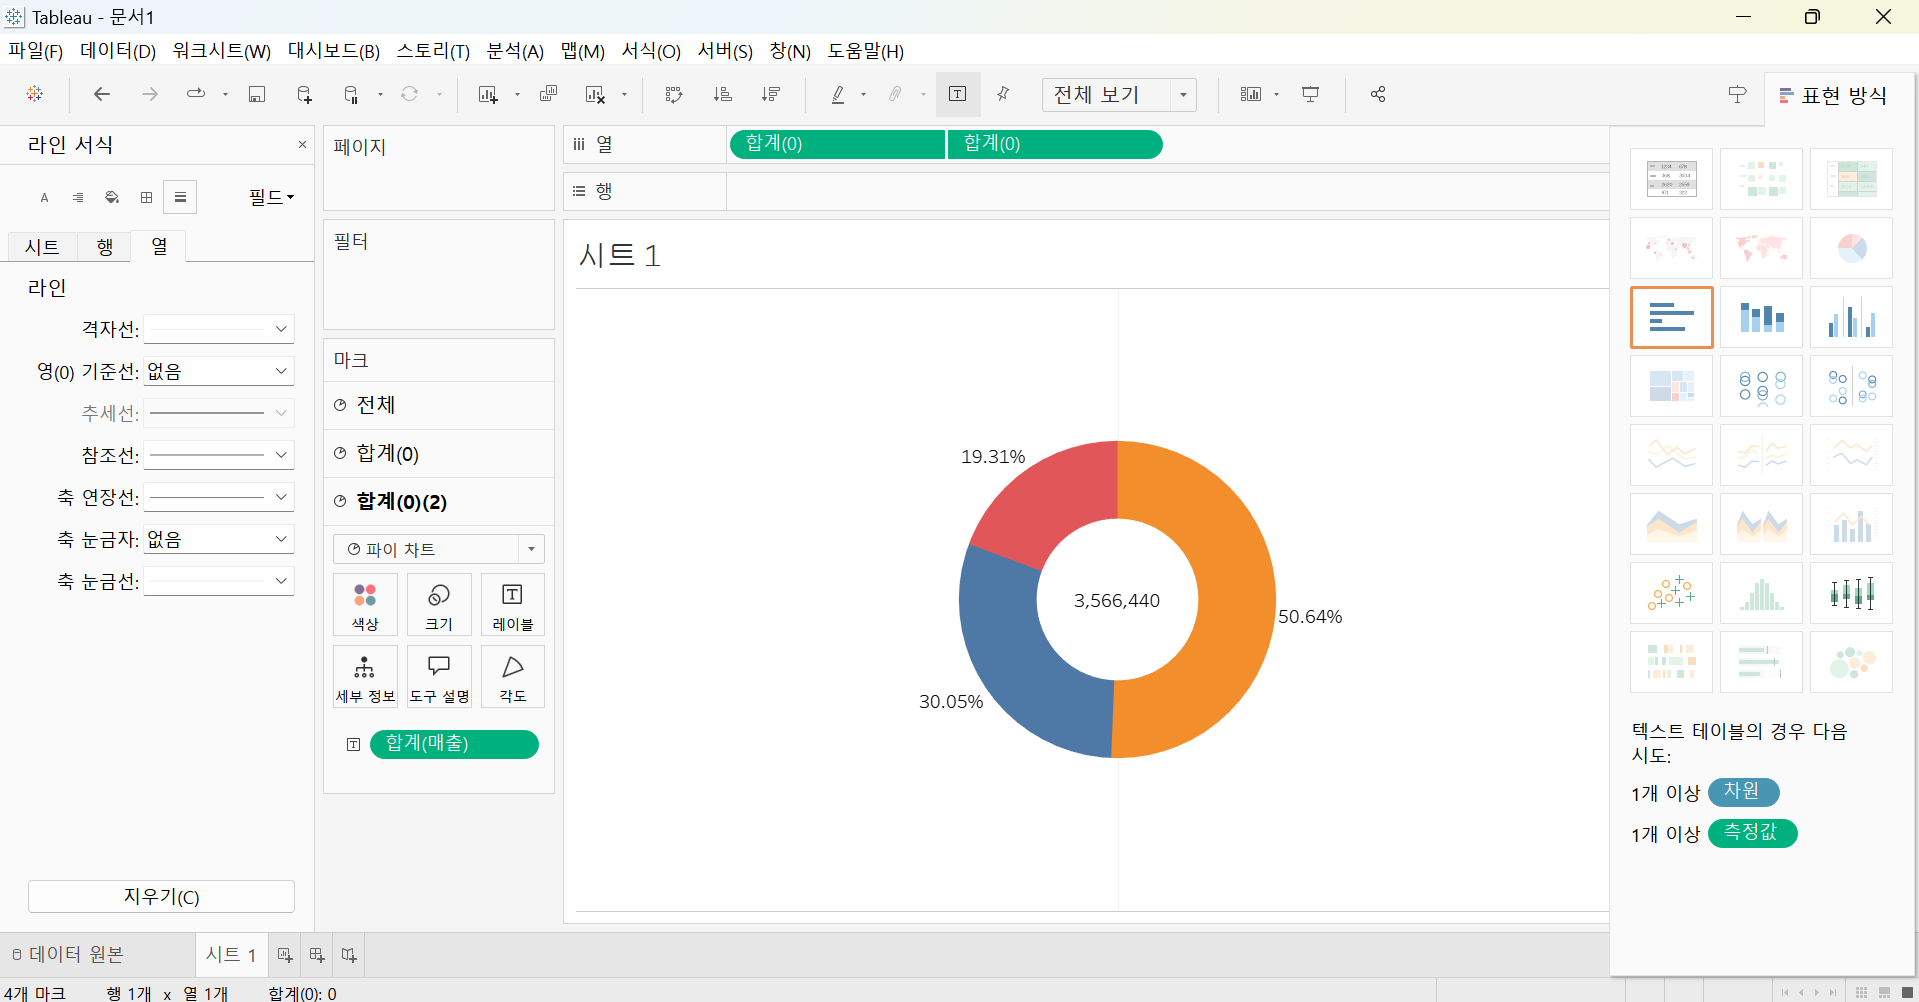 Tableau - 문서1
파일(F) 데이터(D) 워크시트(W) 대시보드(B) 스토리(T) 분석(A) 맵(M) 서식(O) 서버(S) 창(N) 도움말(H)
전체 보기
표현 방식
라인 서식
필드
시트 행 열
라인
격자선:
영(0) 기준선: 없음
추세선:
참조선:
축 연장선:
축 눈금자: 없음
축 눈금선:
지우기(C)
페이지
필터
마크
전체
합계(0)
합계(0)(2)
파이 차트
색상 크기 레이블
세부 정보 도구 설명 각도
합계(매출)
열 합계(0) 합계(0)
행
시트 1
19.31%
3,566,440
50.64%
30.05%
텍스트 테이블의 경우 다음
시도:
1개 이상 차원
1개 이상 측정값
데이터 원본 시트 1
4개 마크 행 1개 x 열 1개 합계(0): 0